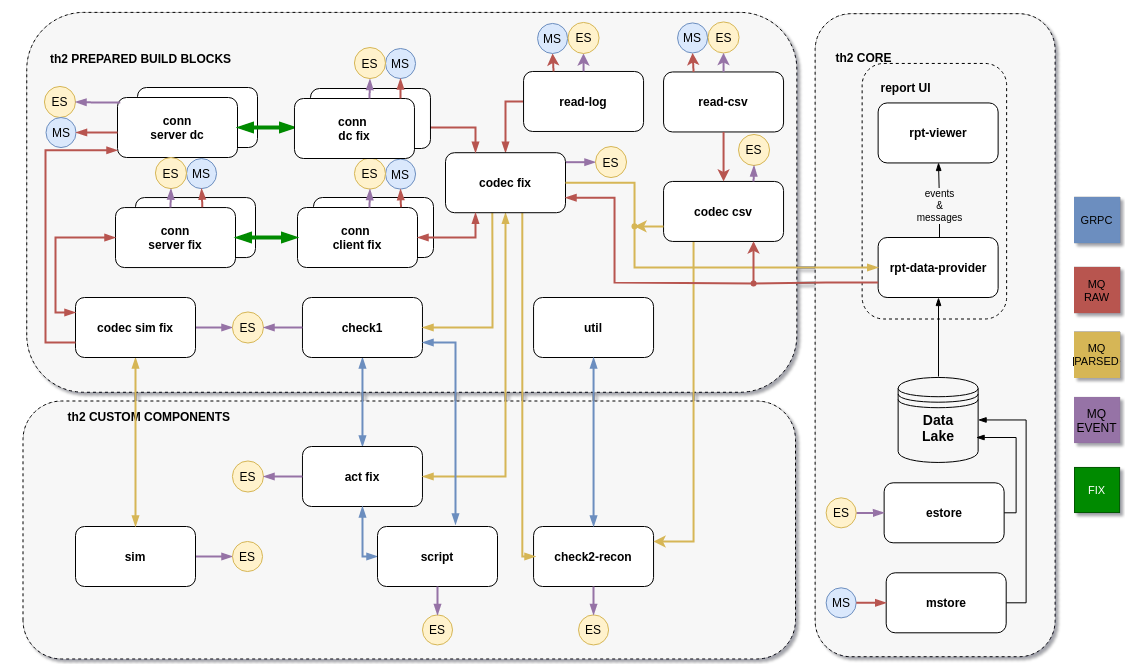 th2 PREPARED BUILD BLOCKS
MS
ES
MS
ES
ES
MS
read-log
read-csv
ES
MS
conn
server dc
conn
dc fix
ES
MS
ES
MS
codec fix
ES
ES
codec csv
conn
server fix
conn
client fix
codec sim fix
ES
check1
util
th2 CUSTOM COMPONENTS
ES
act fix
sim
ES
script
check2-recon
ES
ES
th2 CORE
report UI
rpt-viewer
events
&
messages
rpt-data-provider
Data
Lake
ES
estore
MS
mstore
GRPC
MQ
RAW
MQ
PARSED
MQ
EVENT
FIX